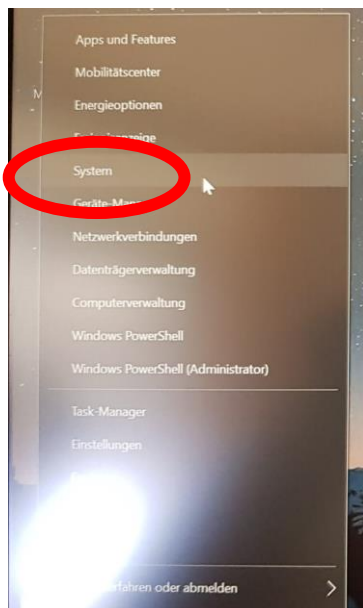 Apps und Features
Mobilitätscenter
Energieoptionen
System
Netzwerkverbindungen
Datenträgerverwaltung
Computerverwaltung
Windows PowerShell
Windows PowerShell (Administrator)
Task-Manager
Einstellungen
oder abmelden